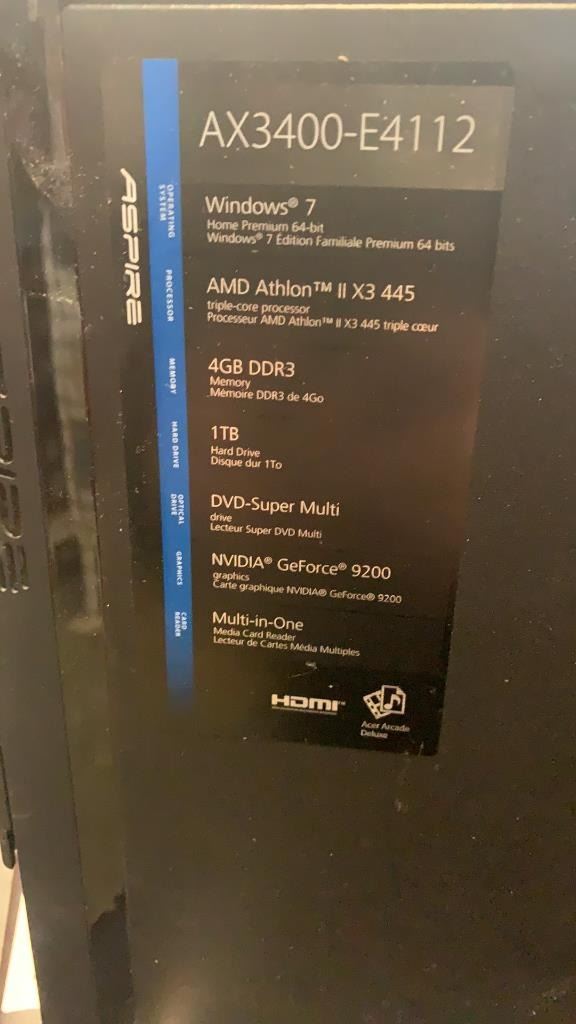 AX3400-E4112
ASPIRE
OPERATING
SYSTEM
Windows® 7
Home Premium 64-bit
Windows® 7 Édition Familiale Premium 64 bits
PROCESSOR
AMD Athlon™ II X3 445
triple-core processor
Processeur AMD Athlon™ II X3 445 triple cœur
MEMORY
4GB DDR3
Memory
Mémoire DDR3 de 4Go
HARD DRIVE
1TB
Hard Drive
Disque dur 1To
OPTICAL
DRIVE
DVD-Super Multi
drive
Lecteur Super DVD Multi
GRAPHICS
NVIDIA® GeForce® 9200
graphics
Carte graphique NVIDIA® GeForce® 9200
CARD
READER
Multi-in-One
Media Card Reader
Lecteur de Cartes Média Multiples
HDMI™
Acer Arcade
Deluxe